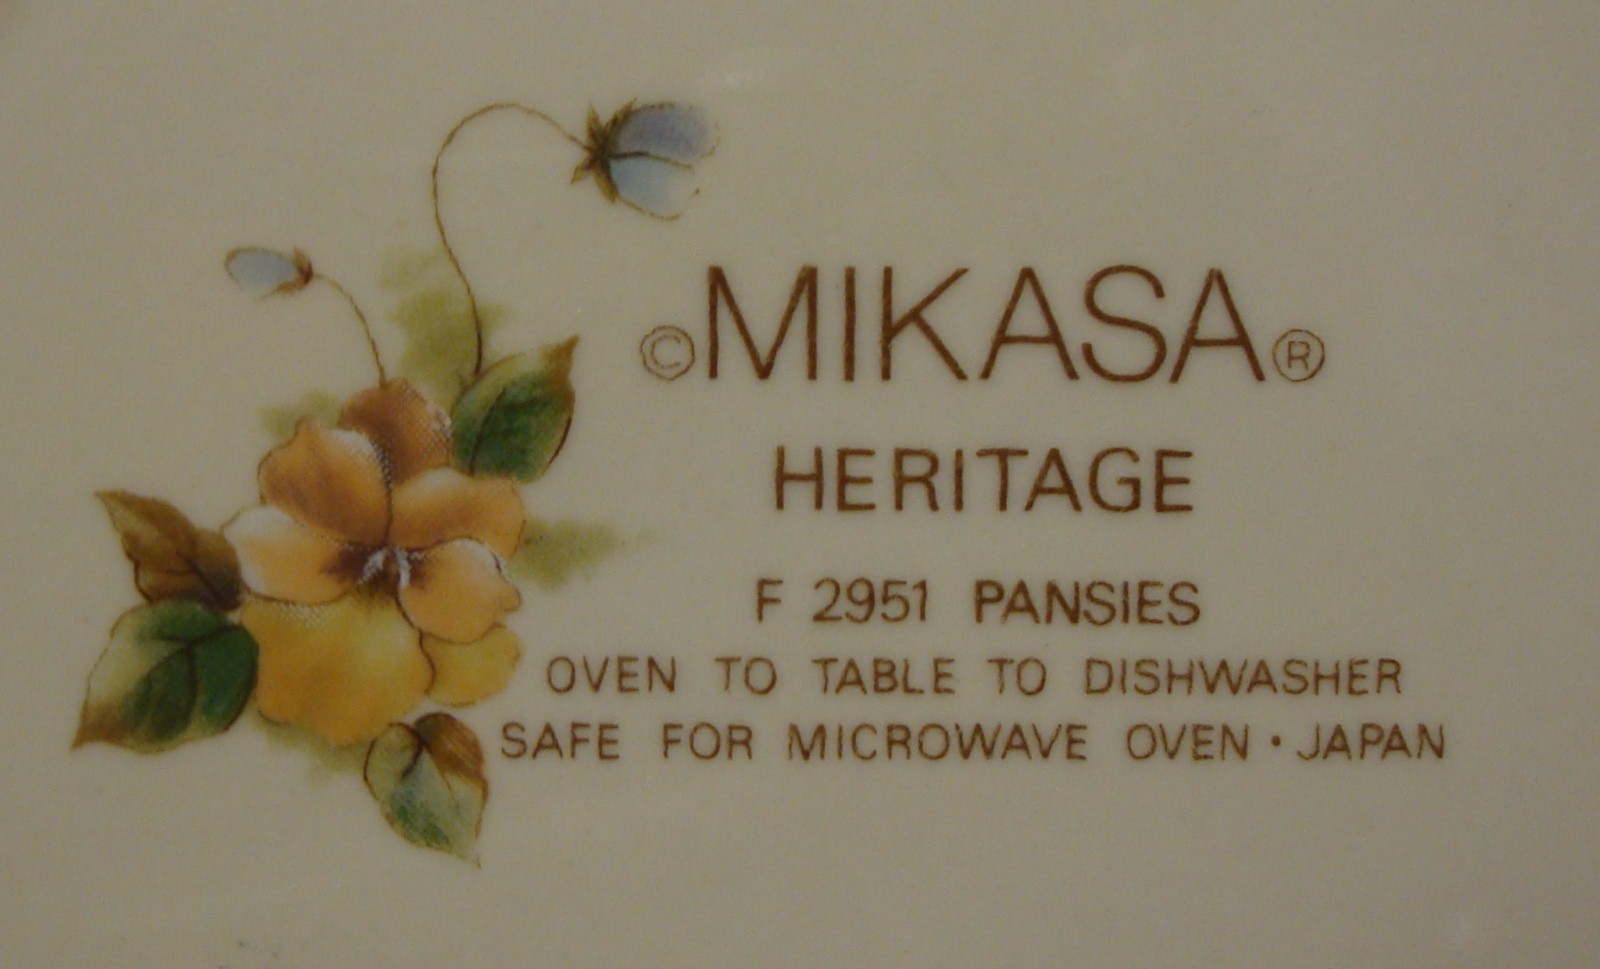 ©MIKASA®
HERITAGE
F 2951 PANSIES
OVEN TO TABLE TO DISHWASHER
SAFE FOR MICROWAVE OVEN • JAPAN